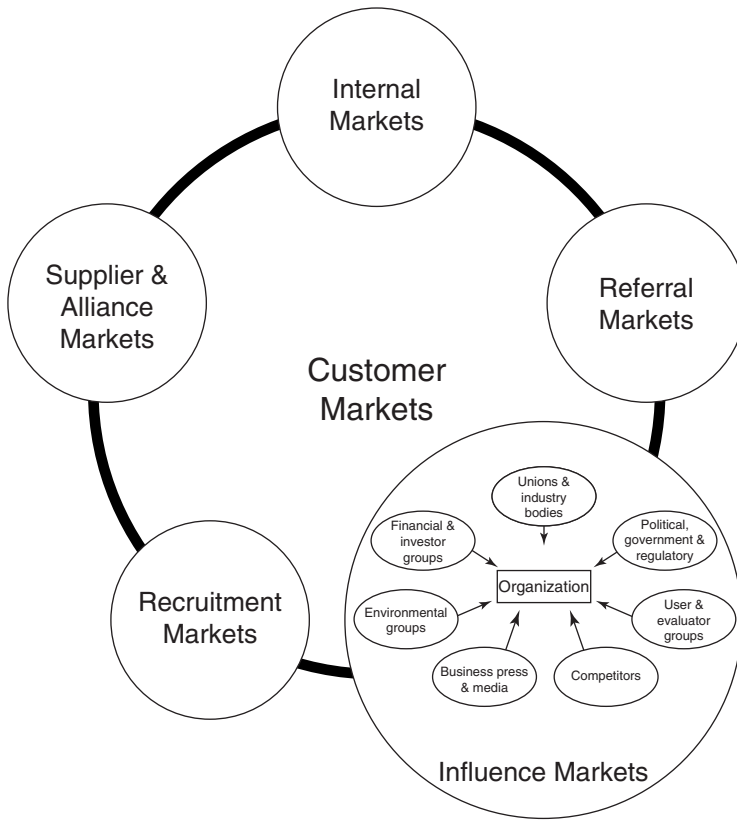 Internal
Markets
Supplier &
Alliance
Markets
Referral
Markets
Customer
Markets
Unions &
industry
bodies
Financial &
investor
groups
Political,
government &
regulatory
Organization
Environmental
groups
User &
evaluator
groups
Recruitment
Markets
Business press
& media
Competitors
Influence Markets